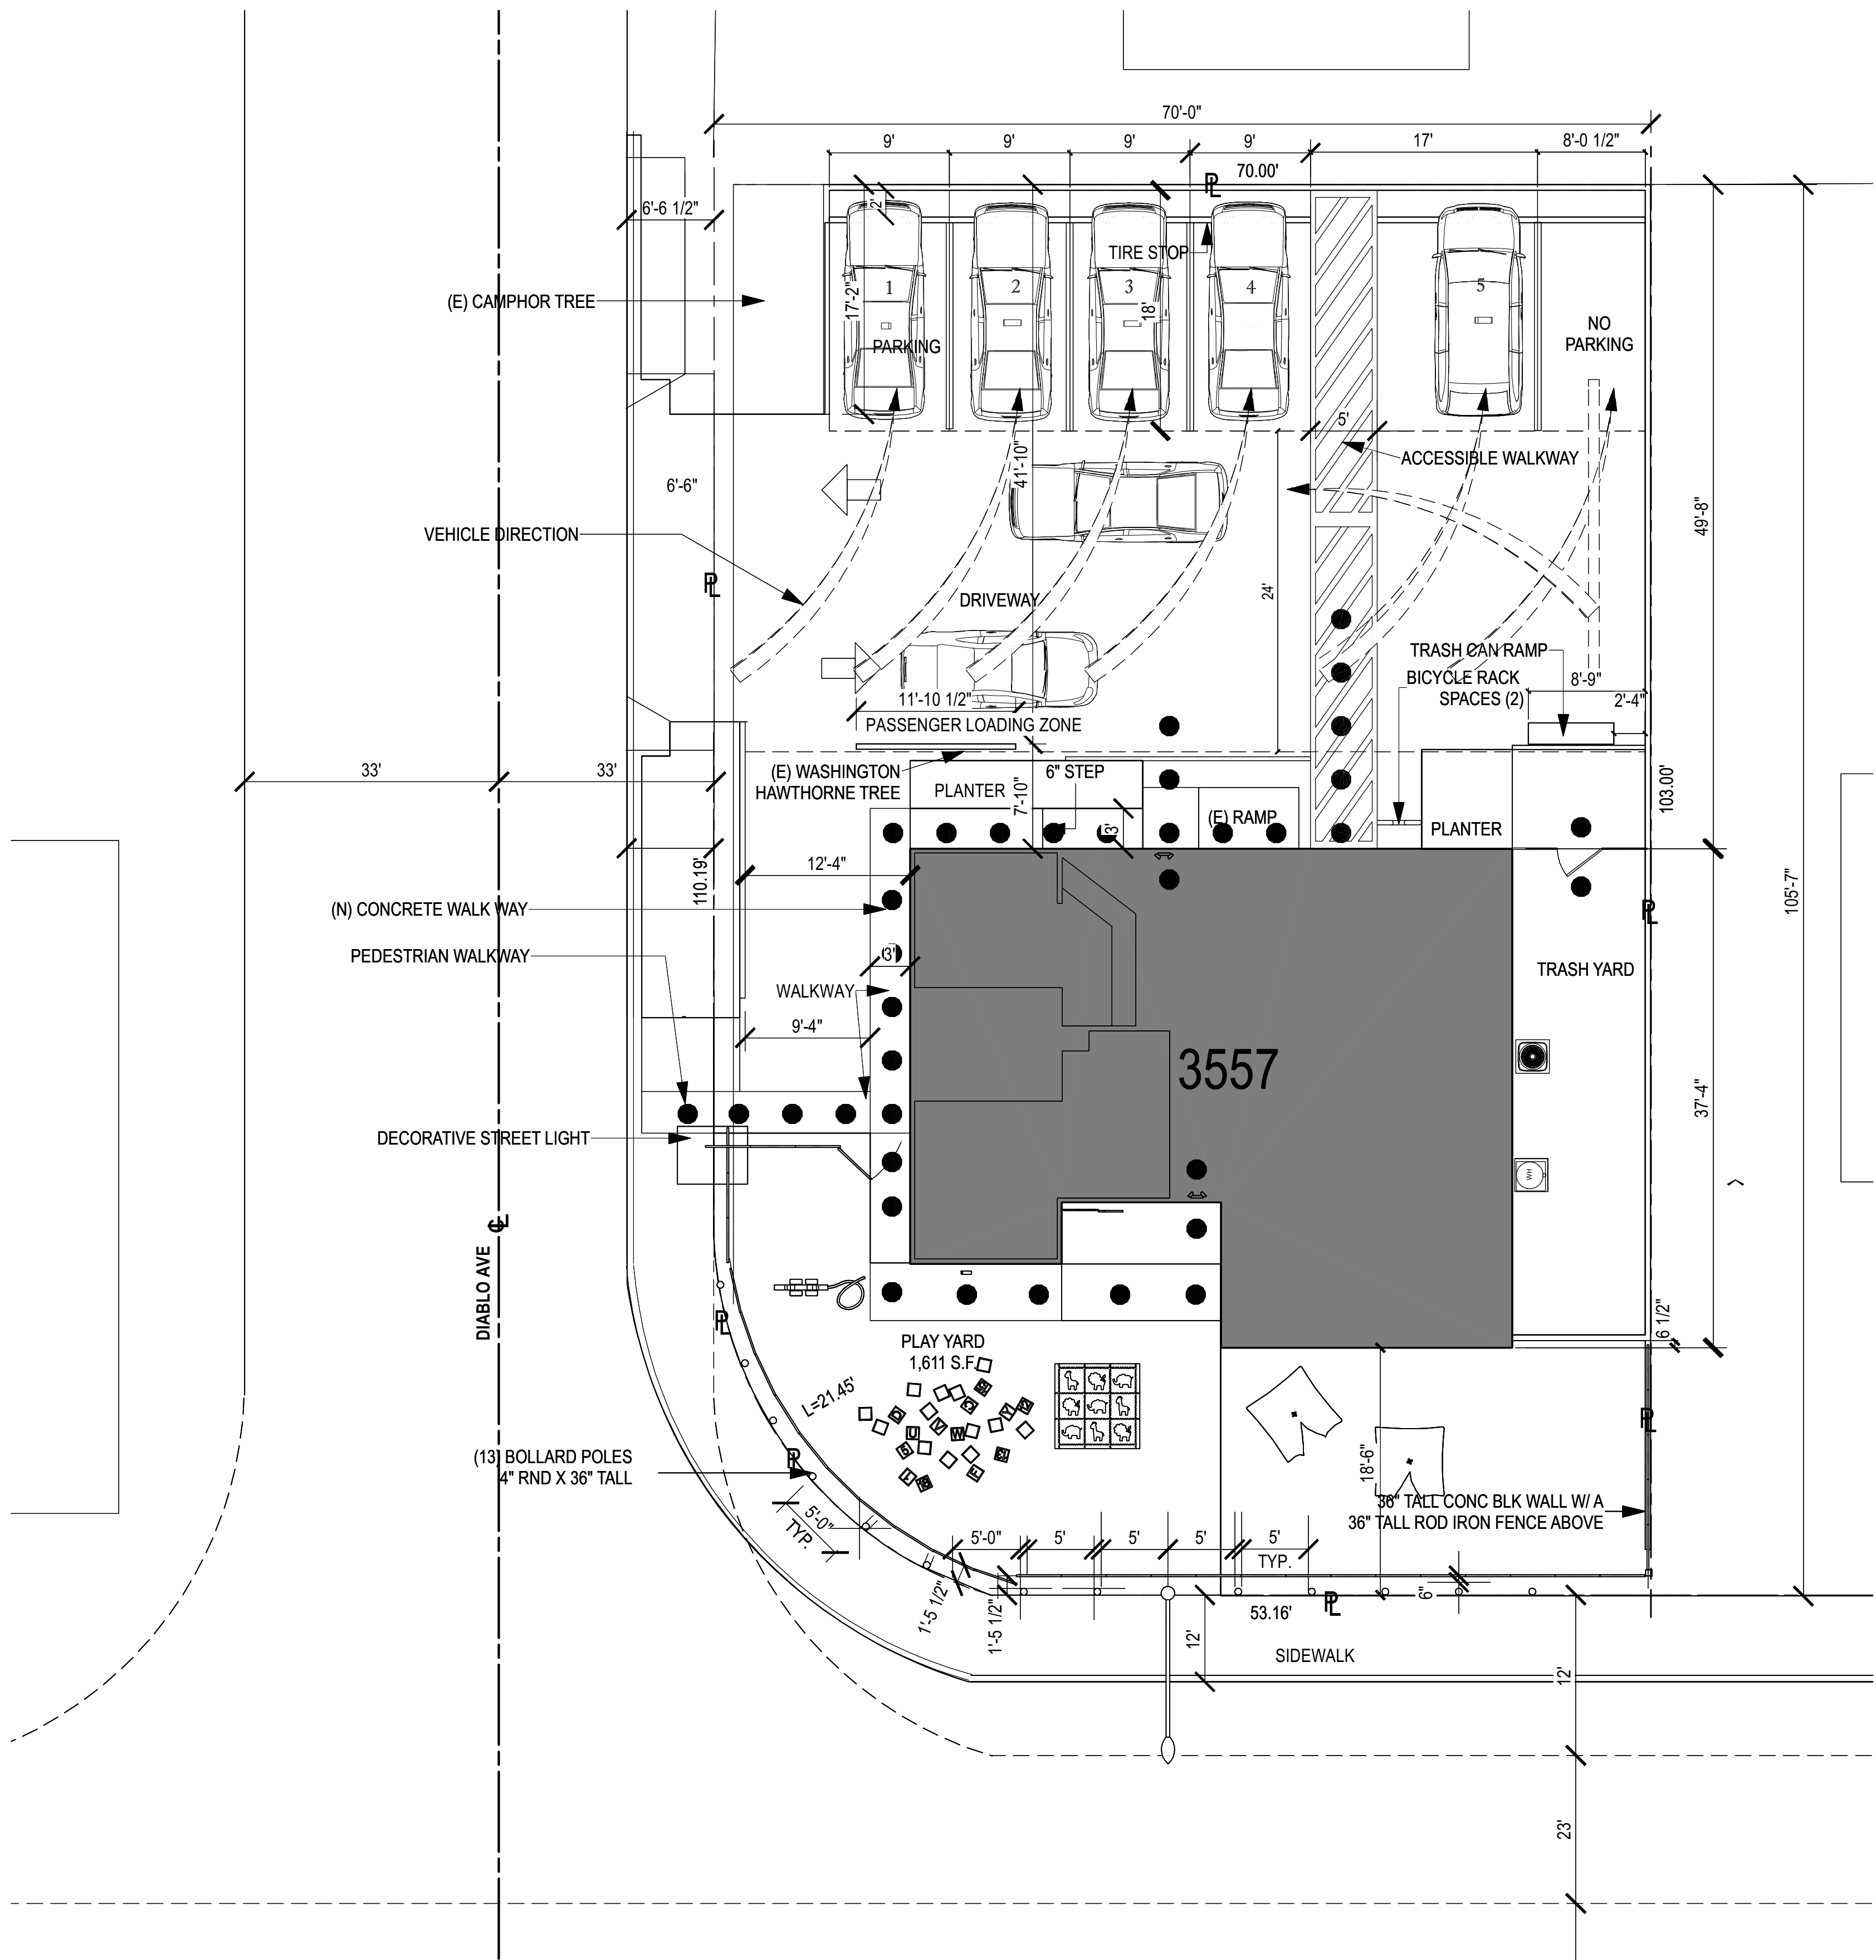 70'-0"
9'
9'
9'
9'
17'
8'-0 1/2"
70.00'
PL
6'-6 1/2"
2'
TIRE STOP
1
2
3
4
5
(E) CAMPHOR TREE
17'-2"
18'
PARKING
NO
PARKING
5'
ACCESSIBLE WALKWAY
41'-10"
6'-6"
49'-8"
VEHICLE DIRECTION
PL
DRIVEWAY
24'
TRASH CAN RAMP
BICYCLE RACK
SPACES (2)
8'-9"
2'-4"
11'-10 1/2"
PASSENGER LOADING ZONE
33'
33'
(E) WASHINGTON
HAWTHORNE TREE
6" STEP
PLANTER
7'-10"
103.00'
(E) RAMP
3'
PLANTER
12'-4"
110.19'
105'-7"
(N) CONCRETE WALK WAY
PL
PEDESTRIAN WALKWAY
3'
TRASH YARD
WALKWAY
9'-4"
3557
37'-4"
DECORATIVE STREET LIGHT
WH
CL
DIABLO AVE
PL
6 1/2"
PLAY YARD
1,611 S.F.
L=21.45'
U
V
W
Y
5
F
PL
(13) BOLLARD POLES
4" RND X 36" TALL
PL
18'-6"
36" TALL CONC BLK WALL W/ A
36" TALL ROD IRON FENCE ABOVE
5'-0"
TYP.
5'-0"
5'
5'
5'
5'
TYP.
1'-5 1/2"
1'-5 1/2"
6"
53.16'
PL
12'
SIDEWALK
12'
23'